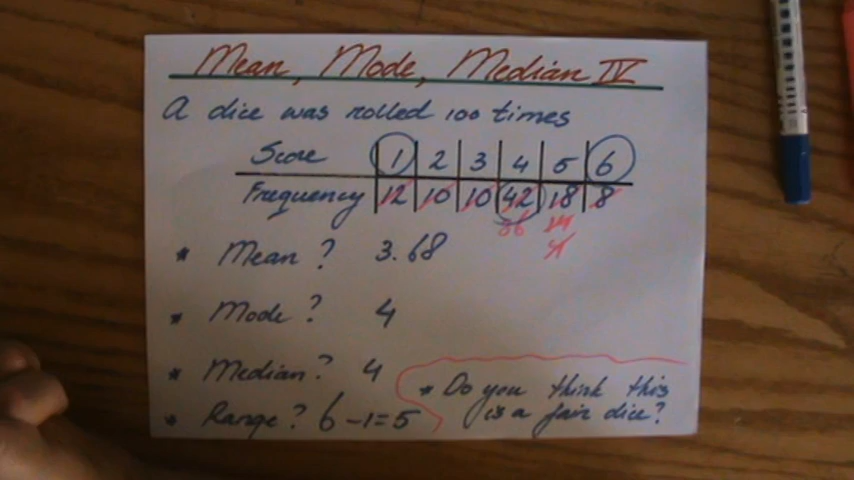 Mean, Mode, Median IV
A dice was rolled 100 times
Score 1 2 3 4 5 6
Frequency 12 10 10 42 18 8
36
* Mean? 3.68
* Mode? 4
* Median? 4
* Range? 6-1=5
* Do you think this
is a fair dice?